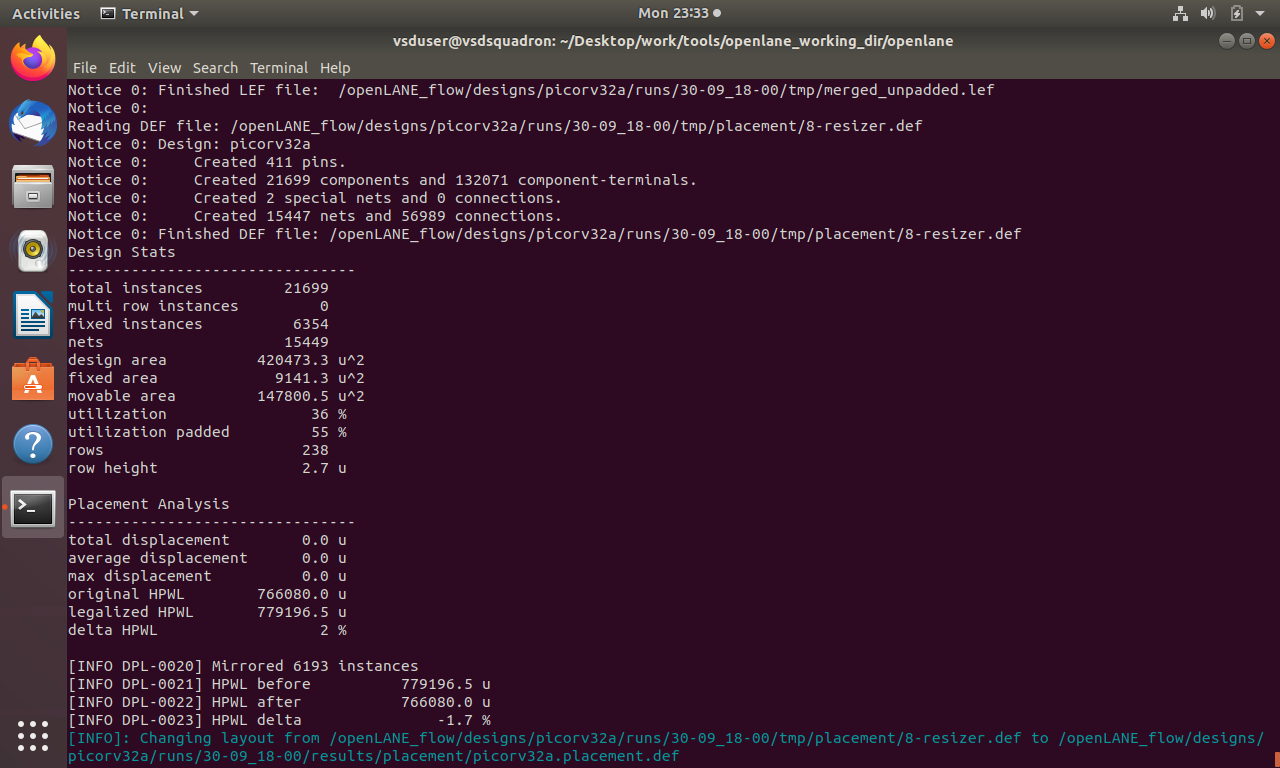 Activities Terminal Mon 23:33
vsduser@vsdsquadron: ~/Desktop/work/tools/openlane_working_dir/openlane
File Edit View Search Terminal Help
Notice 0: Finished LEF file:  /openLANE_flow/designs/picorv32a/runs/30-09_18-00/tmp/merged_unpadded.lef
Notice 0:
Reading DEF file: /openLANE_flow/designs/picorv32a/runs/30-09_18-00/tmp/placement/8-resizer.def
Notice 0: Design: picorv32a
Notice 0:     Created 411 pins.
Notice 0:     Created 21699 components and 132071 component-terminals.
Notice 0:     Created 2 special nets and 0 connections.
Notice 0:     Created 15447 nets and 56989 connections.
Notice 0: Finished DEF file: /openLANE_flow/designs/picorv32a/runs/30-09_18-00/tmp/placement/8-resizer.def
Design Stats
--------------------------------
total instances         21699
multi row instances         0
fixed instances          6354
nets                    15449
design area          420473.3 u^2
fixed area             9141.3 u^2
movable area         147800.5 u^2
utilization                36 %
utilization padded         55 %
rows                      238
row height                2.7 u
Placement Analysis
--------------------------------
total displacement        0.0 u
average displacement      0.0 u
max displacement          0.0 u
original HPWL        766080.0 u
legalized HPWL       779196.5 u
delta HPWL                  2 %
[INFO DPL-0020] Mirrored 6193 instances
[INFO DPL-0021] HPWL before          779196.5 u
[INFO DPL-0022] HPWL after           766080.0 u
[INFO DPL-0023] HPWL delta               -1.7 %
[INFO]: Changing layout from /openLANE_flow/designs/picorv32a/runs/30-09_18-00/tmp/placement/8-resizer.def to /openLANE_flow/designs/
picorv32a/runs/30-09_18-00/results/placement/picorv32a.placement.def